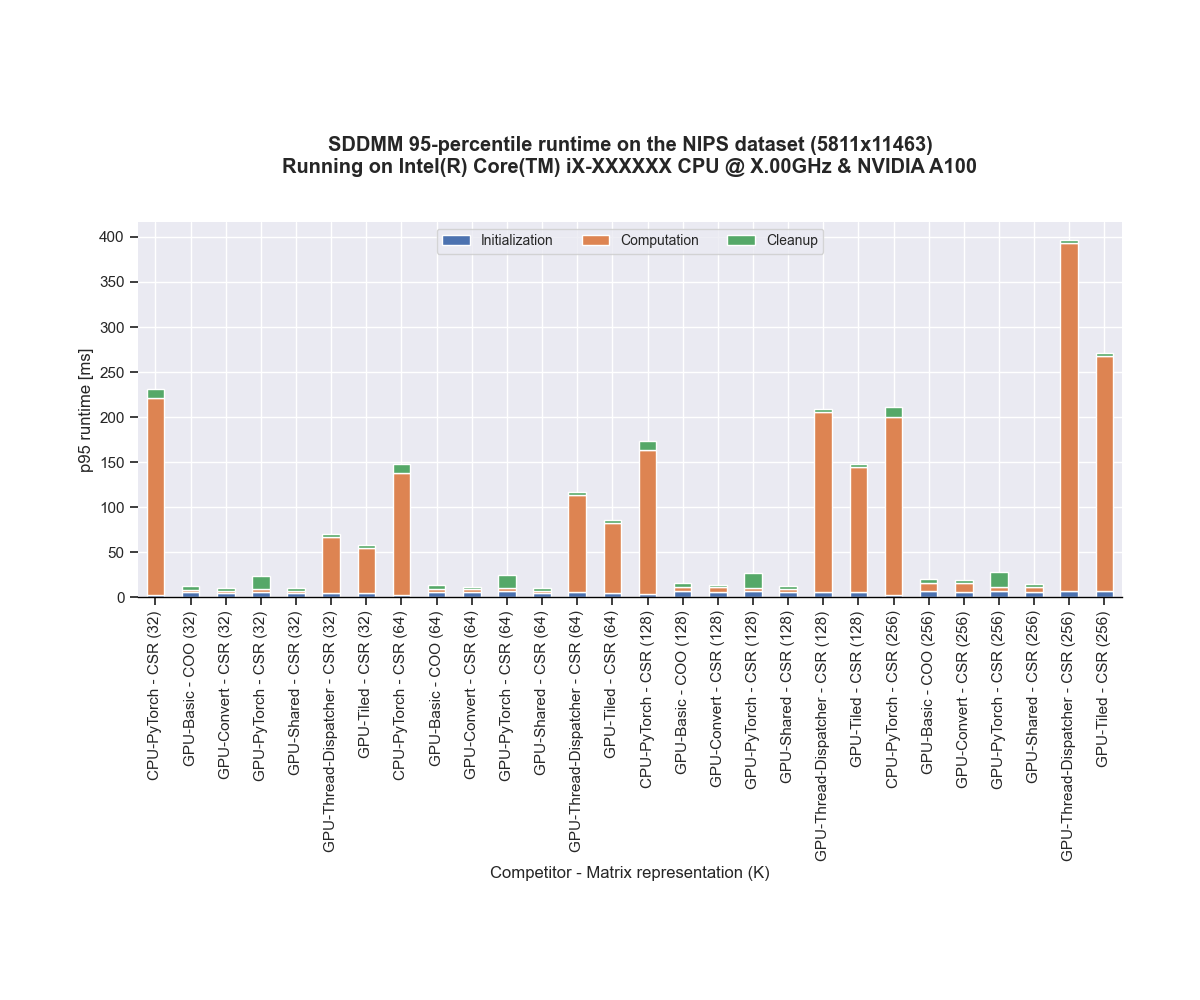 SDDMM 95-percentile runtime on the NIPS dataset (5811x11463)
Running on Intel(R) Core(TM) iX-XXXXXX CPU @ X.00GHz & NVIDIA A100
Initialization
Computation
Cleanup
p95 runtime [ms]
400
350
300
250
200
150
100
50
0
CPU-PyTorch - CSR (32)
GPU-Basic - COO (32)
GPU-Convert - CSR (32)
GPU-PyTorch - CSR (32)
GPU-Shared - CSR (32)
GPU-Thread-Dispatcher - CSR (32)
GPU-Tiled - CSR (32)
CPU-PyTorch - CSR (64)
GPU-Basic - COO (64)
GPU-Convert - CSR (64)
GPU-PyTorch - CSR (64)
GPU-Shared - CSR (64)
GPU-Thread-Dispatcher - CSR (64)
GPU-Tiled - CSR (64)
CPU-PyTorch - CSR (128)
GPU-Basic - COO (128)
GPU-Convert - CSR (128)
GPU-PyTorch - CSR (128)
GPU-Shared - CSR (128)
GPU-Thread-Dispatcher - CSR (128)
GPU-Tiled - CSR (128)
CPU-PyTorch - CSR (256)
GPU-Basic - COO (256)
GPU-Convert - CSR (256)
GPU-PyTorch - CSR (256)
GPU-Shared - CSR (256)
GPU-Thread-Dispatcher - CSR (256)
GPU-Tiled - CSR (256)
Competitor - Matrix representation (K)